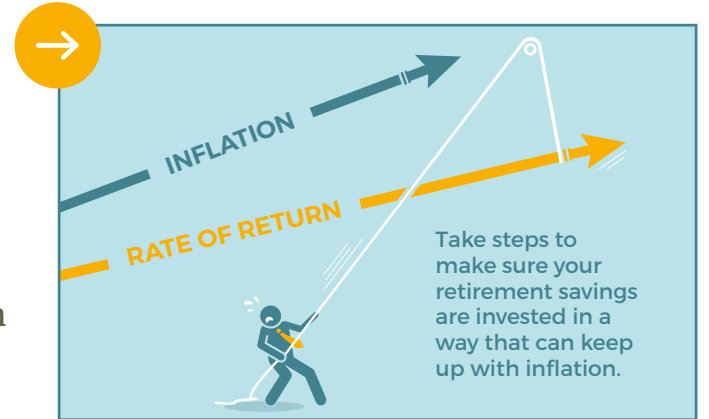 INFLATION
RATE OF RETURN
Take steps to
make sure your
retirement savings
are invested in a
way that can keep
up with inflation.